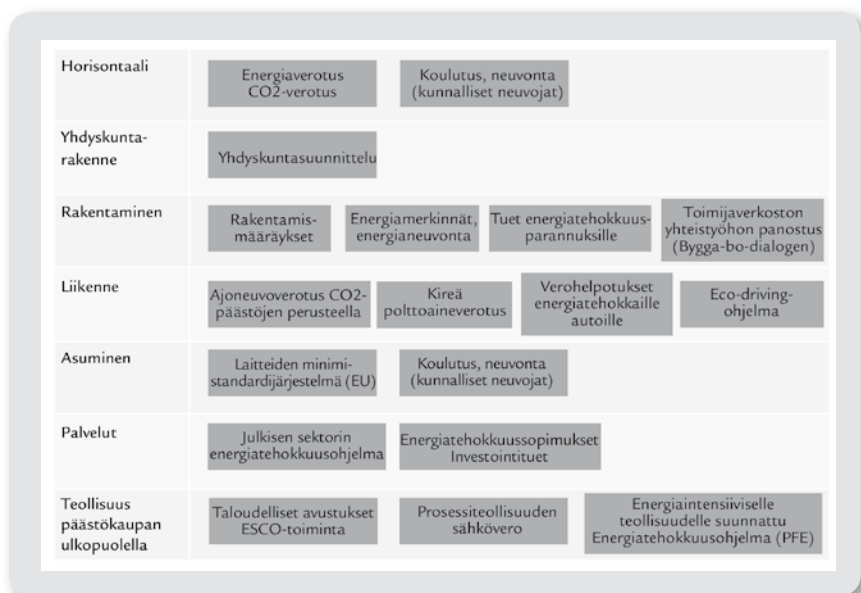 Horisontaali
Energiaverotus
CO2-verotus
Koulutus, neuvonta
(kunnalliset neuvojat)
Yhdyskunta-
rakenne
Yhdyskuntasuunnittelu
Rakentaminen
Rakentamis-
määräykset
Energiamerkinnät,
energianeuvonta
Tuet energiatehokkuus-
parannuksille
Toimijaverkoston
yhteistyöhon panostus
(Bygga-bo-dialogen)
Liikenne
Ajoneuvoverotus CO2-
päästöjen perusteella
Kireä
polttoaineverotus
Verohelpotukset
energiatehokkaille
autoille
Eco-driving-
ohjelma
Asuminen
Laitteiden minimi-
standardijärjestelmä (EU)
Koulutus, neuvonta
(kunnalliset neuvojat)
Palvelut
Julkisen sektorin
energiatehokkuusohjelma
Energiatehokkuussopimukset
Investointituet
Teollisuus
päästökaupan
ulkopuolella
Taloudelliset avustukset
ESCO-toiminta
Prosessiteollisuuden
sähkövero
Energiaintensiiviselle
teollisuudelle suunnattu
Energiatehokkuusohjelma (PFE)